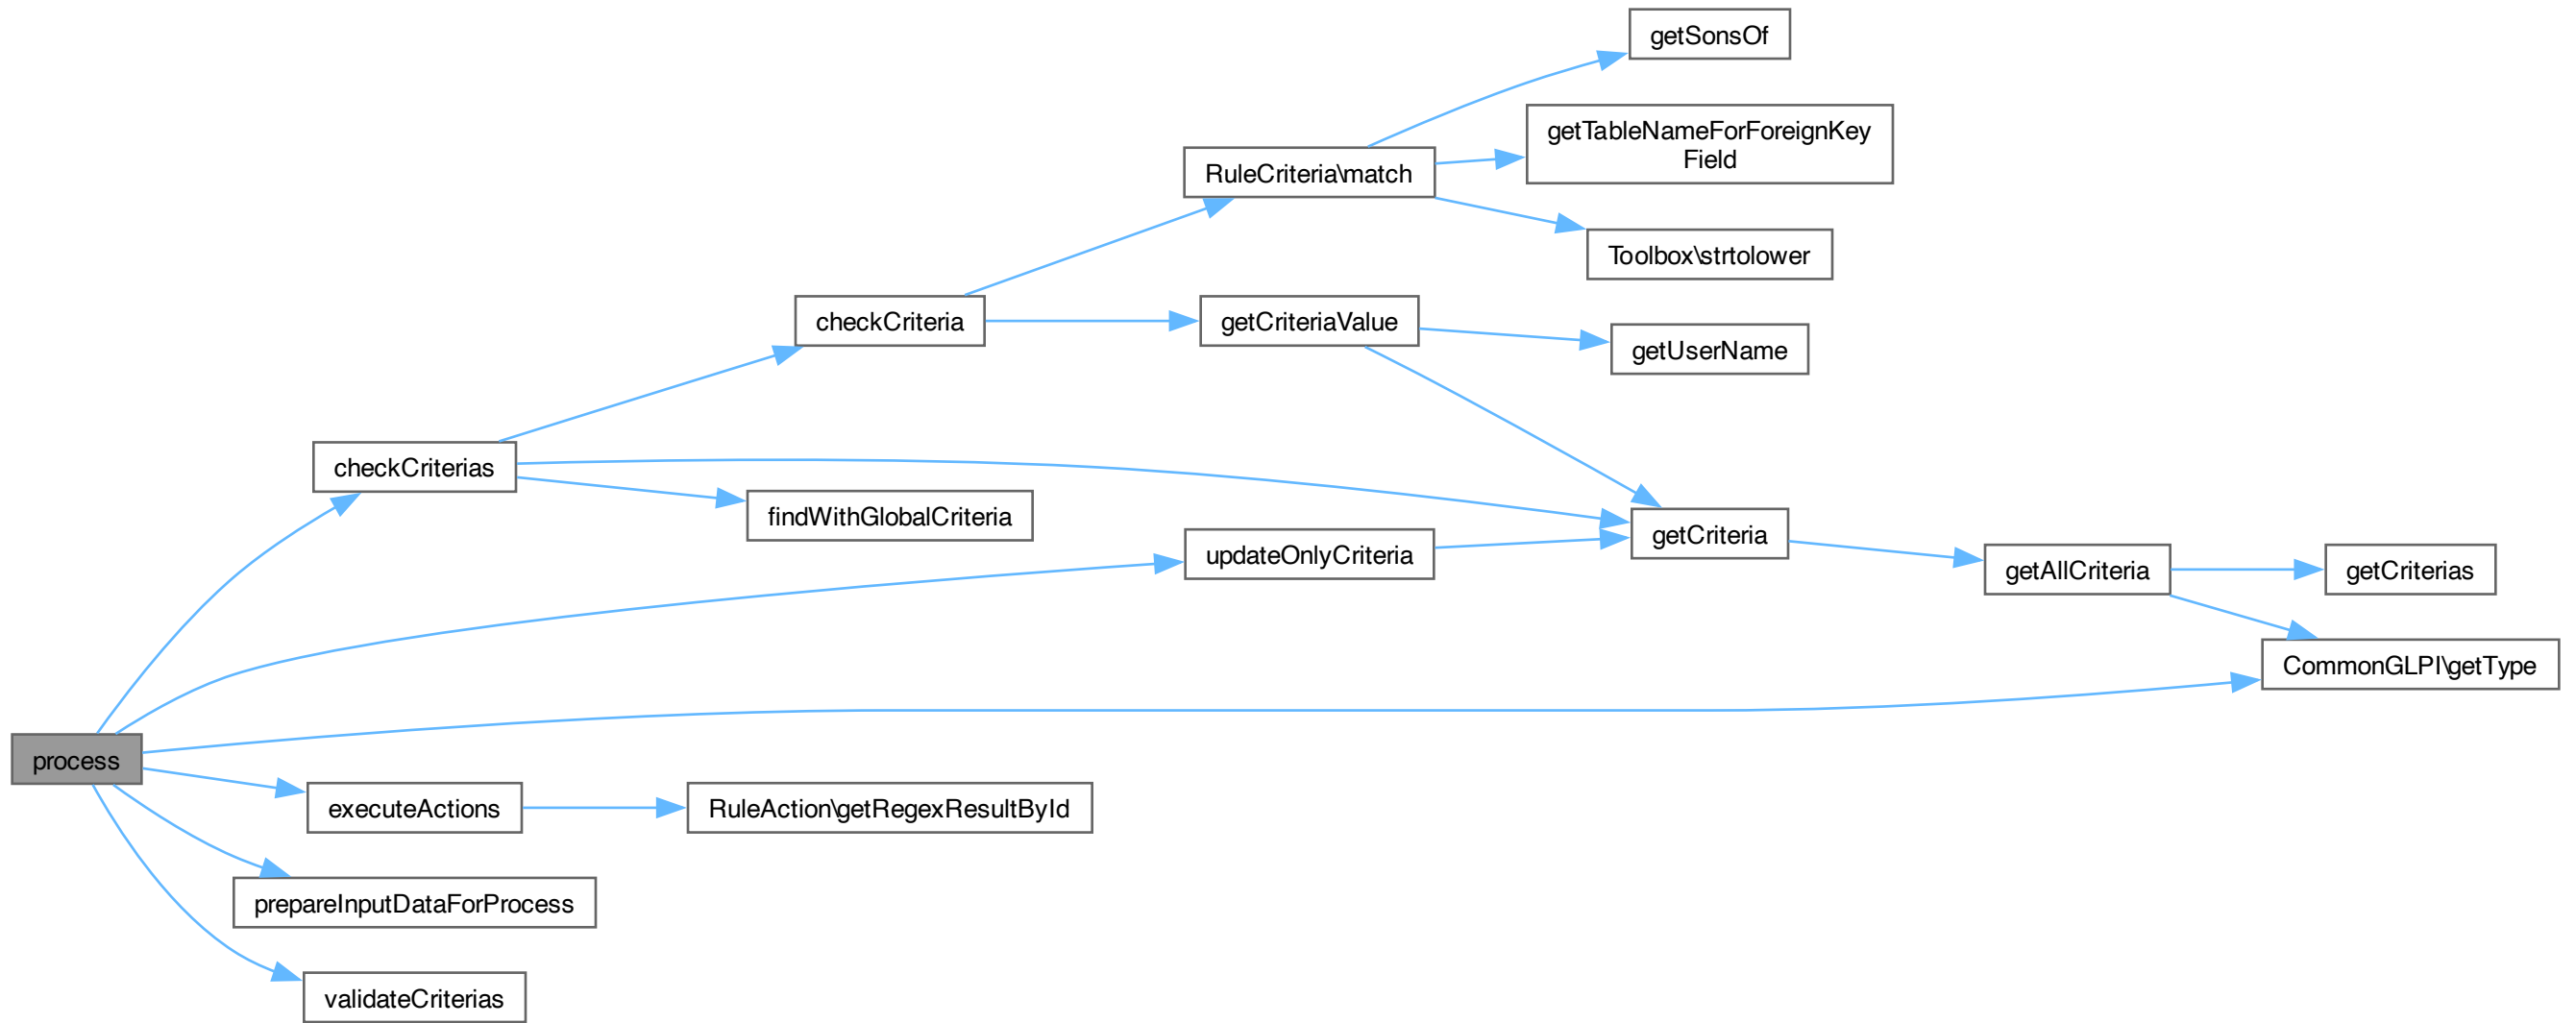 getSonsOf
getTableNameForForeignKey
Field
RuleCriteria\match
Toolbox\strtolower
checkCriteria
getCriteriaValue
getUserName
checkCriterias
findWithGlobalCriteria
getCriteria
updateOnlyCriteria
getAllCriteria
getCriterias
CommonGLPI\getType
process
executeActions
RuleAction\getRegexResultById
prepareInputDataForProcess
validateCriterias